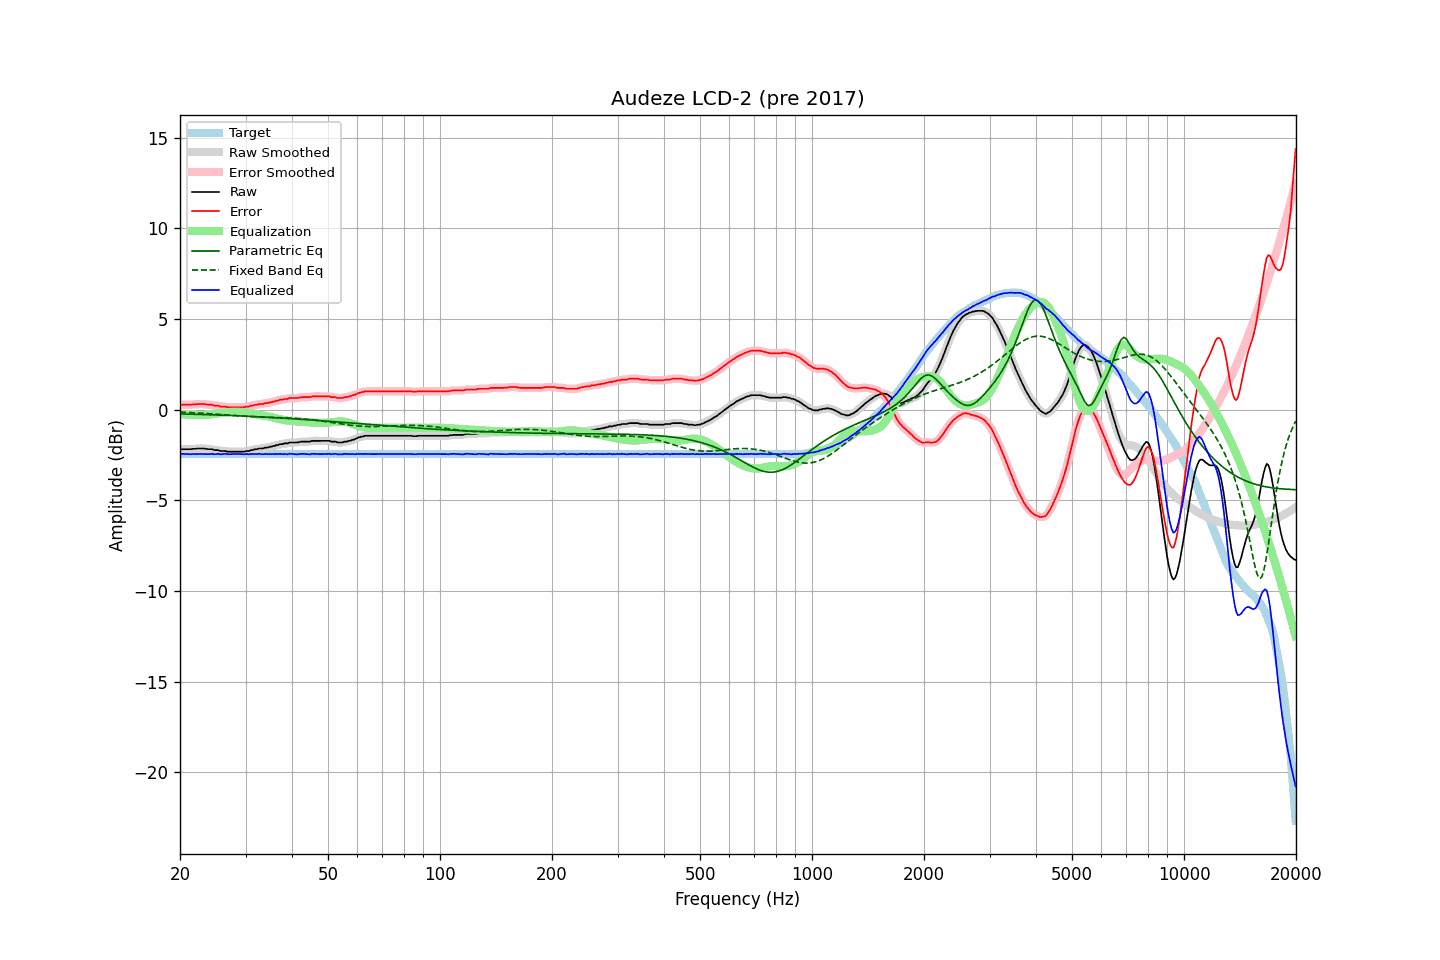 Audeze LCD-2 (pre 2017)
Target
Raw Smoothed
Error Smoothed
Raw
Error
Equalization
Parametric Eq
Fixed Band Eq
Equalized
15
10
5
0
−5
−10
−15
−20
Amplitude (dBr)
20 50 100 200 500 1000 2000 5000 10000 20000
Frequency (Hz)